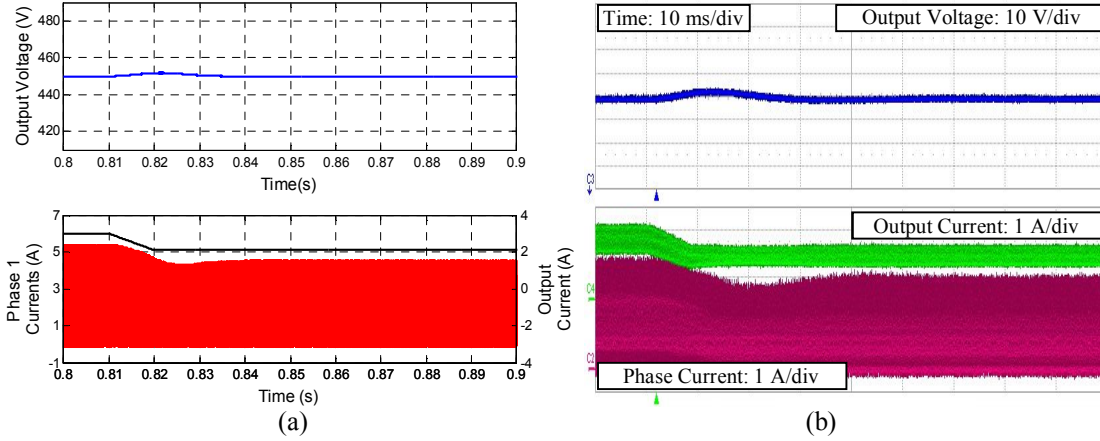 Output Voltage (V)
480
460
440
420
0.8 0.81 0.82 0.83 0.84 0.85 0.86 0.87 0.88 0.89 0.9
Time(s)
Phase 1
Currents (A)
7
5
3
1
-1
4
2
0
-2
-4
Output
Current (A)
0.8 0.81 0.82 0.83 0.84 0.85 0.86 0.87 0.88 0.89 0.9
Time (s)
(a)
Time: 10 ms/div
Output Voltage: 10 V/div
C3
Output Current: 1 A/div
C4
C2
Phase Current: 1 A/div
(b)